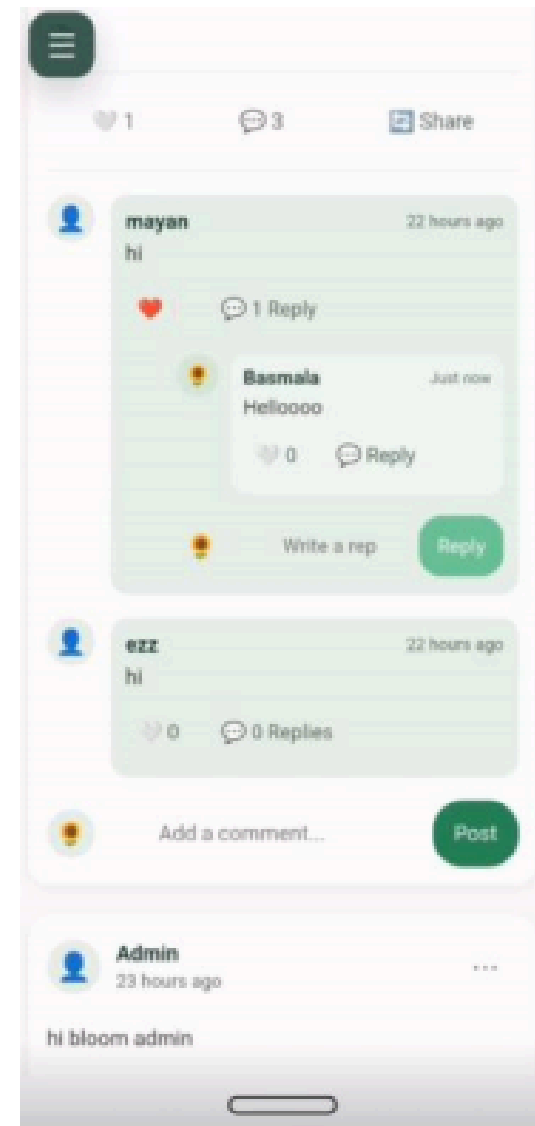 1
3
Share
mayan
22 hours ago
hi
1 Reply
Basmala
Just now
Helloooo
0
Reply
Write a rep
Reply
ezz
22 hours ago
hi
0
0 Replies
Add a comment...
Post
Admin
23 hours ago
hi bloom admin